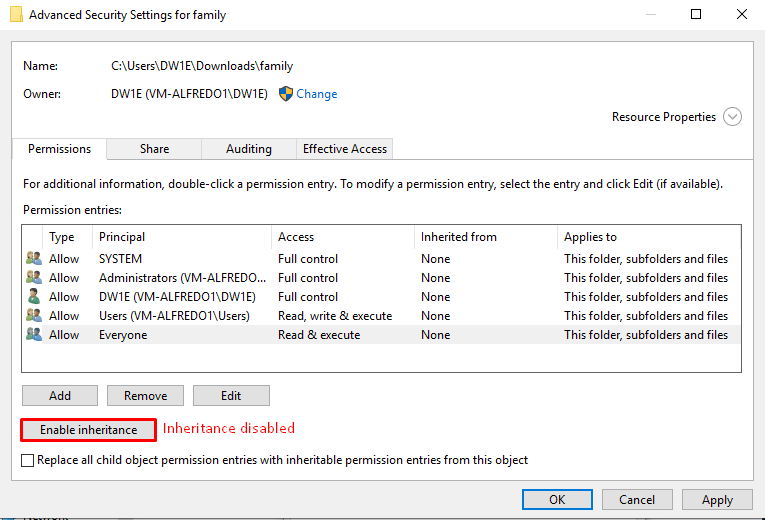 Advanced Security Settings for family
Name: C:\Users\DW1E\Downloads\family
Owner: DW1E (VM-ALFREDO1\DW1E) Change
Resource Properties
Permissions Share Auditing Effective Access
For additional information, double-click a permission entry. To modify a permission entry, select the entry and click Edit (if available).
Permission entries:
Type Principal Access Inherited from Applies to
Allow SYSTEM Full control None This folder, subfolders and files
Allow Administrators (VM-ALFREDO... Full control None This folder, subfolders and files
Allow DW1E (VM-ALFREDO1\DW1E) Full control None This folder, subfolders and files
Allow Users (VM-ALFREDO1\Users) Read, write & execute None This folder, subfolders and files
Allow Everyone Read & execute None This folder, subfolders and files
Add Remove Edit
Enable inheritance Inheritance disabled
Replace all child object permission entries with inheritable permission entries from this object
OK Cancel Apply